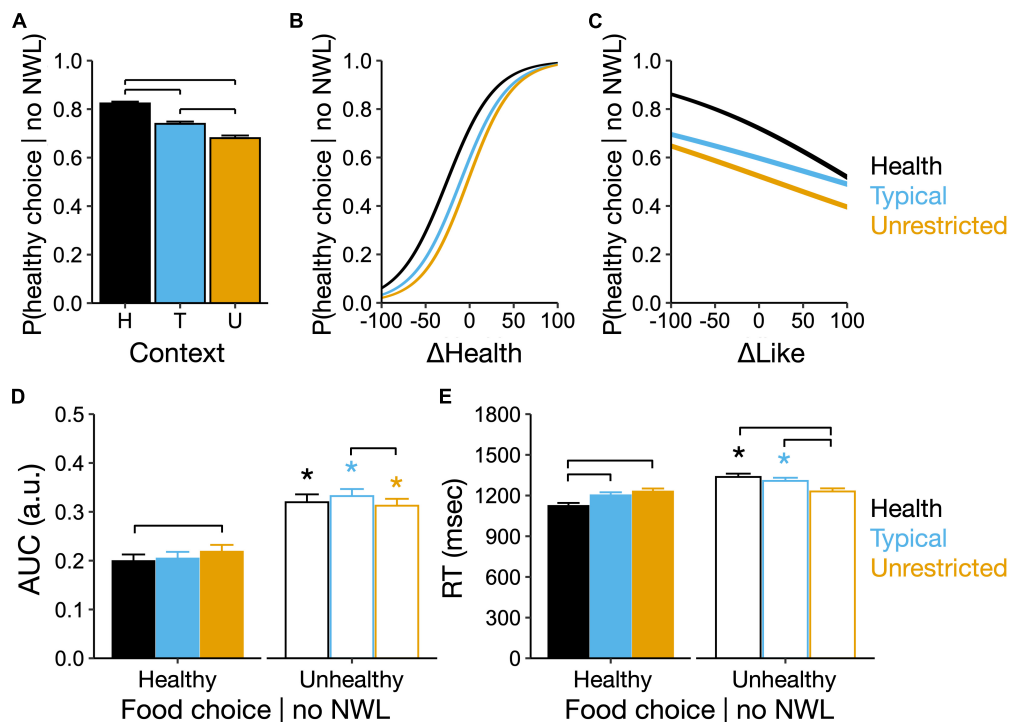 A
P(healthy choice | no NWL)
1.0
0.8
0.6
0.4
0.2
0.0
H T U
Context
B
P(healthy choice | no NWL)
1.0
0.8
0.6
0.4
0.2
0.0
-100 -50 0 50 100
ΔHealth
C
P(healthy choice | no NWL)
1.0
0.8
0.6
0.4
0.2
0.0
-100 -50 0 50 100
ΔLike
Health
Typical
Unrestricted
D
AUC (a.u.)
0.5
0.4
0.3
0.2
0.1
0.0
* * *
Healthy Unhealthy
Food choice | no NWL
E
RT (msec)
1800
1500
1200
900
600
300
0
* *
Healthy Unhealthy
Food choice | no NWL
Health
Typical
Unrestricted